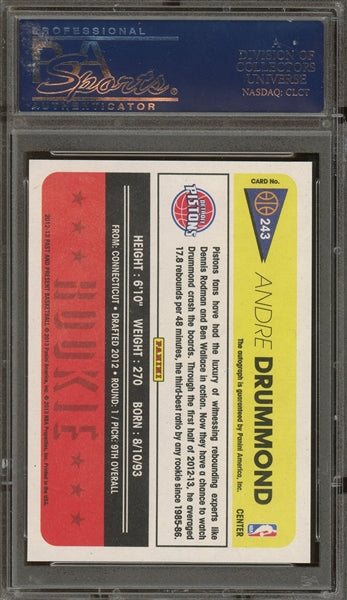 PROFESSIONAL
PSA
Sports
AUTHENTICATOR
A
DIVISION OF
COLLECTORS
UNIVERSE
NASDAQ: CLCT
CARD No.
243
ANDRE DRUMMOND
CENTER
The autograph is guaranteed by Panini America, Inc.
NBA
DETROIT
PISTONS
Pistons fans have had the luxury of witnessing rebounding experts like
Dennis Rodman and Ben Wallace in action. Now they have a chance to watch
Drummond crash the boards. Through the first half of 2012-13, he averaged
17.8 rebounds per 48 minutes, the third-best ratio by any rookie since 1985-86.
PANINI
HEIGHT: 6'10" WEIGHT: 270 BORN: 8/10/93
FROM: CONNECTICUT • DRAFTED 2012 • ROUND: 1 / PICK: 9TH OVERALL
ROOKIE
2012-13 PAST AND PRESENT BASKETBALL © 2013 Panini America, Inc. © 2013 NBA Properties, Inc. Printed in the USA.